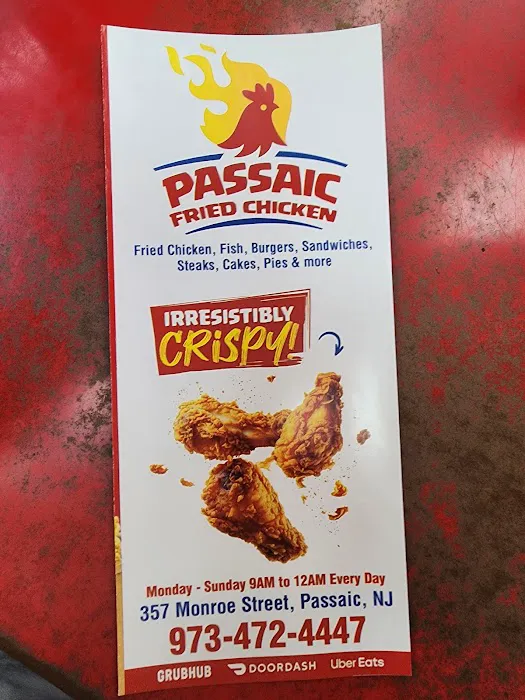 PASSAIC
FRIED CHICKEN
Fried Chicken, Fish, Burgers, Sandwiches,
Steaks, Cakes, Pies & more
IRRESISTIBLY
CRISPY!
Monday - Sunday 9AM to 12AM Every Day
357 Monroe Street, Passaic, NJ
973-472-4447
GRUBHUB DOORDASH Uber Eats